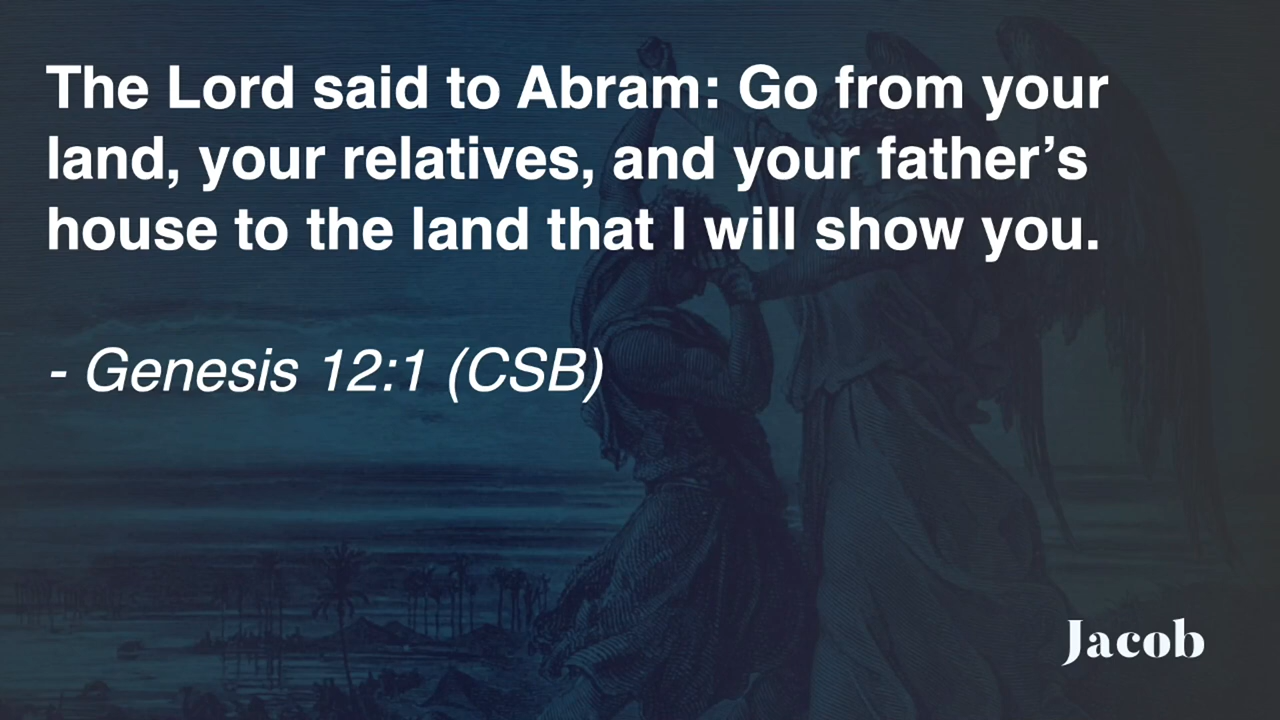 The Lord said to Abram: Go from your
land, your relatives, and your father’s
house to the land that I will show you.
- Genesis 12:1 (CSB)
Jacob